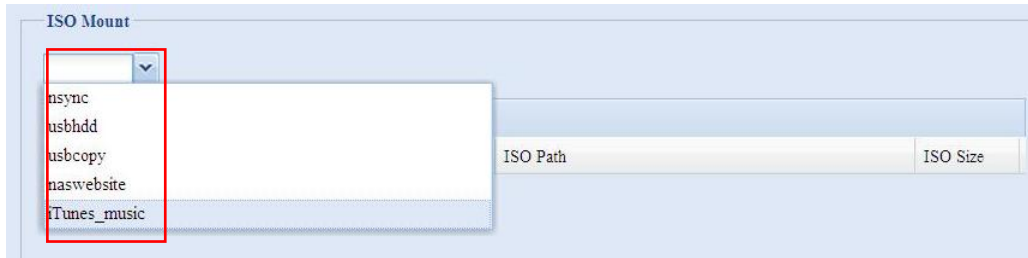 ISO Mount
nsync
usbhdd
usbcopy
ISO Path
ISO Size
naswebsite
iTunes_music